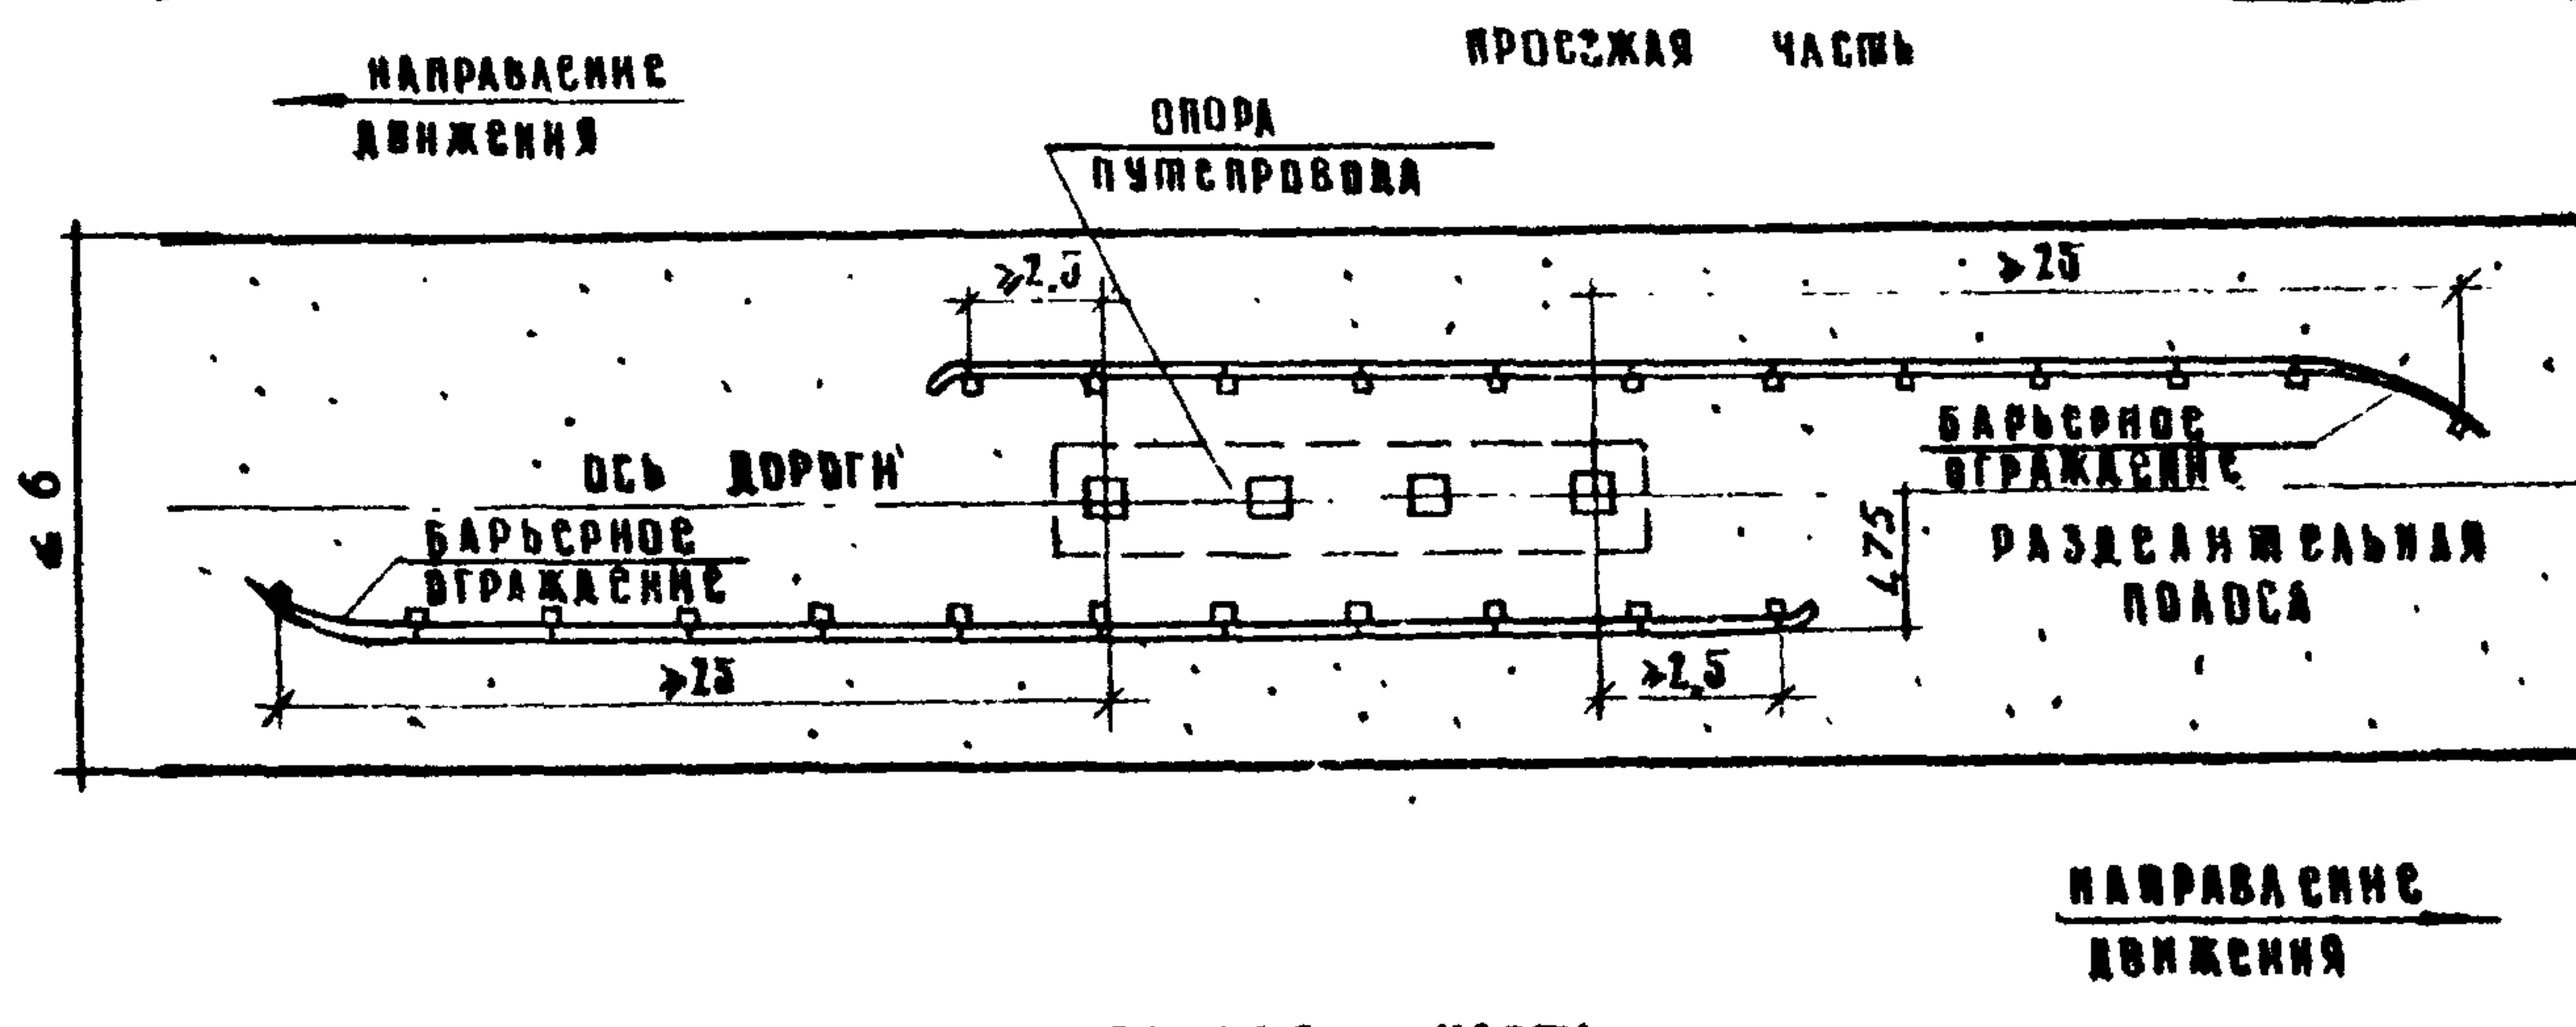 ПРОЕЗЖАЯ ЧАСТЬ
НАПРАВЛЕНИЕ
ДВИЖЕНИЯ
ОПОРА
ПУТЕПРОВОДА
≥2.5
≥25
БАРЬЕРНОЕ
ОГРАЖДЕНИЕ
ОСЬ ДОРОГИ
≤ 6
БАРЬЕРНОЕ
ОГРАЖДЕНИЕ
1,75
РАЗДЕЛИТЕЛЬНАЯ
ПОЛОСА
≥25
≥2,5
НАПРАВЛЕНИЕ
ДВИЖЕНИЯ